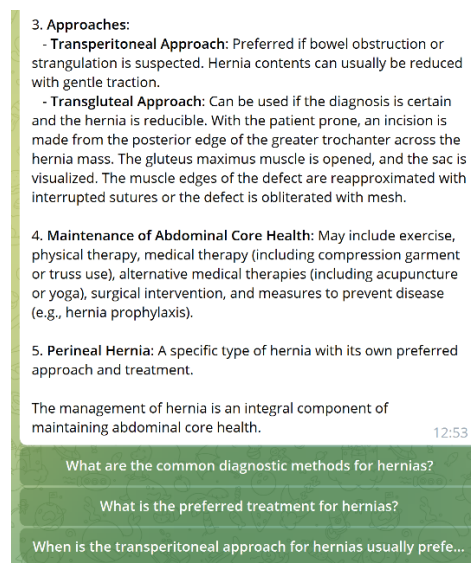 3. Approaches:
- Transperitoneal Approach: Preferred if bowel obstruction or
strangulation is suspected. Hernia contents can usually be reduced
with gentle traction.
- Transgluteal Approach: Can be used if the diagnosis is certain
and the hernia is reducible. With the patient prone, an incision is
made from the posterior edge of the greater trochanter across the
hernia mass. The gluteus maximus muscle is opened, and the sac is
visualized. The muscle edges of the defect are reapproximated with
interrupted sutures or the defect is obliterated with mesh.
4. Maintenance of Abdominal Core Health: May include exercise,
physical therapy, medical therapy (including compression garment
or truss use), alternative medical therapies (including acupuncture
or yoga), surgical intervention, and measures to prevent disease
(e.g., hernia prophylaxis).
5. Perineal Hernia: A specific type of hernia with its own preferred
approach and treatment.
The management of hernia is an integral component of
maintaining abdominal core health.
12:53
What are the common diagnostic methods for hernias?
What is the preferred treatment for hernias?
When is the transperitoneal approach for hernias usually prefe...